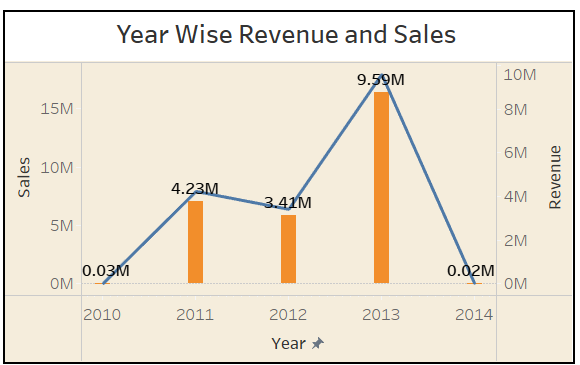 Year Wise Revenue and Sales
9.59M
10M
15M
8M
4.23M
3.41M
10M
6M
Sales
Revenue
4M
5M
2M
0.03M
0.02M
0M
0M
2010 2011 2012 2013 2014
Year